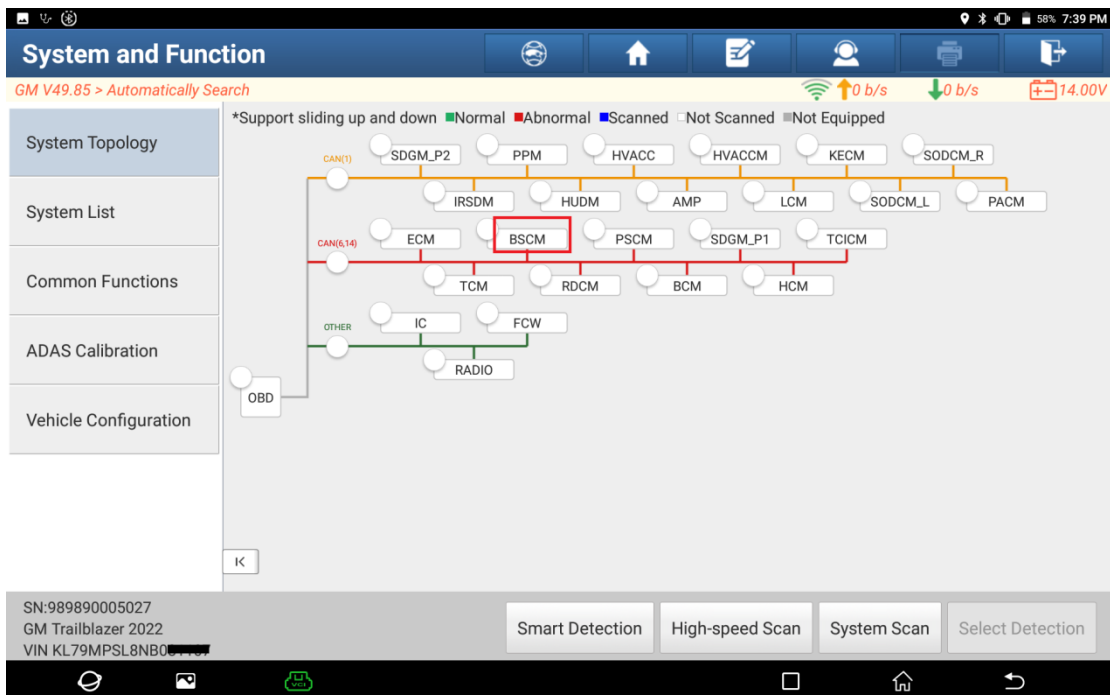 58% 7:39 PM
System and Function
GM V49.85 > Automatically Search
0 b/s
0 b/s
14.00V
System Topology
System List
Common Functions
ADAS Calibration
Vehicle Configuration
*Support sliding up and down Normal Abnormal Scanned Not Scanned Not Equipped
CAN(1)
SDGM_P2 PPM HVACC HVACCM KECM SODCM_R
IRSDM HUDM AMP LCM SODCM_L PACM
CAN(6,14)
ECM BSCM PSCM SDGM_P1 TCICM
TCM RDCM BCM HCM
OTHER
IC FCW
RADIO
OBD
SN:989890005027
GM Trailblazer 2022
VIN KL79MPSL8NB0
Smart Detection High-speed Scan System Scan Select Detection
VCI